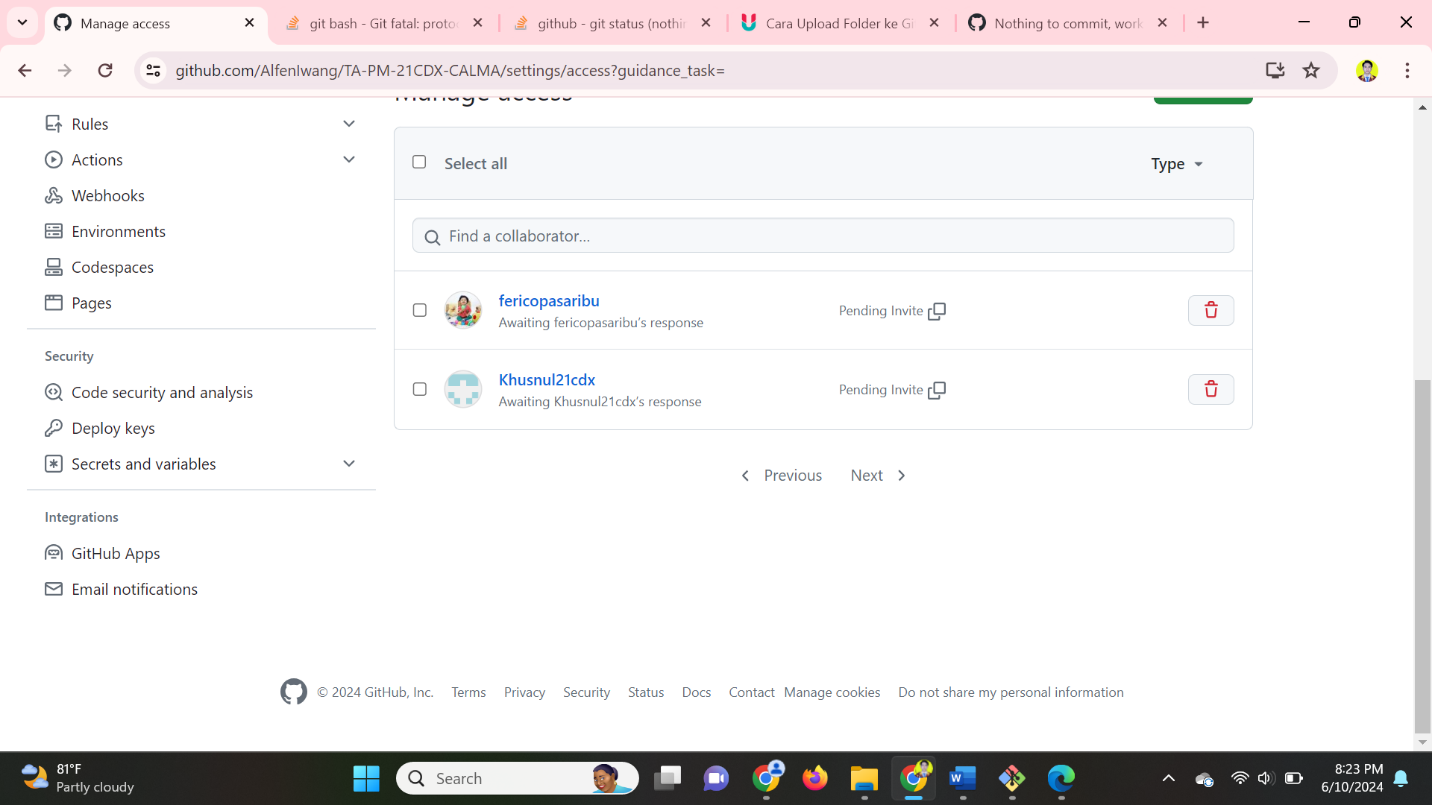 Manage access
git bash - Git fatal: proto
github - git status (nothin
Cara Upload Folder ke Gi
Nothing to commit, work
github.com/AlfenIwang/TA-PM-21CDX-CALMA/settings/access?guidance_task=
Manage access
Rules
Actions
Webhooks
Environments
Codespaces
Pages
Security
Code security and analysis
Deploy keys
Secrets and variables
Integrations
GitHub Apps
Email notifications
Select all
Type
Find a collaborator...
fericopasaribu
Awaiting fericopasaribu's response
Pending Invite
Khusnul21cdx
Awaiting Khusnul21cdx's response
Pending Invite
Previous Next
© 2024 GitHub, Inc. Terms Privacy Security Status Docs Contact Manage cookies Do not share my personal information
81°F
Partly cloudy
Search
8:23 PM
6/10/2024